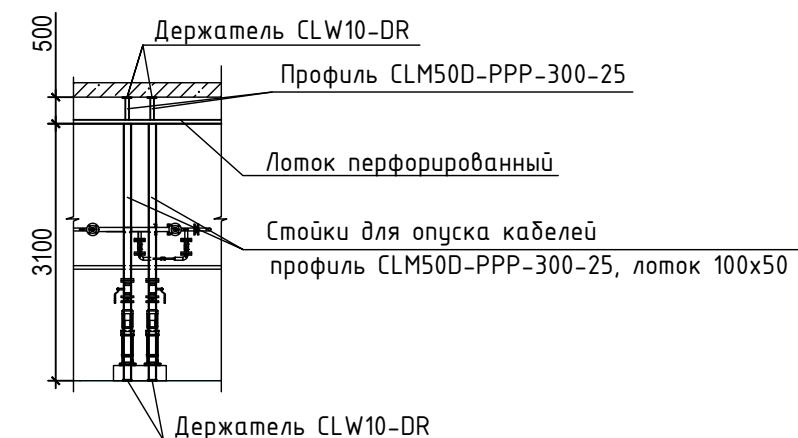 500
Держатель CLW10-DR
Профиль CLM50D-PPP-300-25
Лоток перфорированный
3100
Стойки для опуска кабелей
профиль CLM50D-PPP-300-25, лоток 100х50
Держатель CLW10-DR